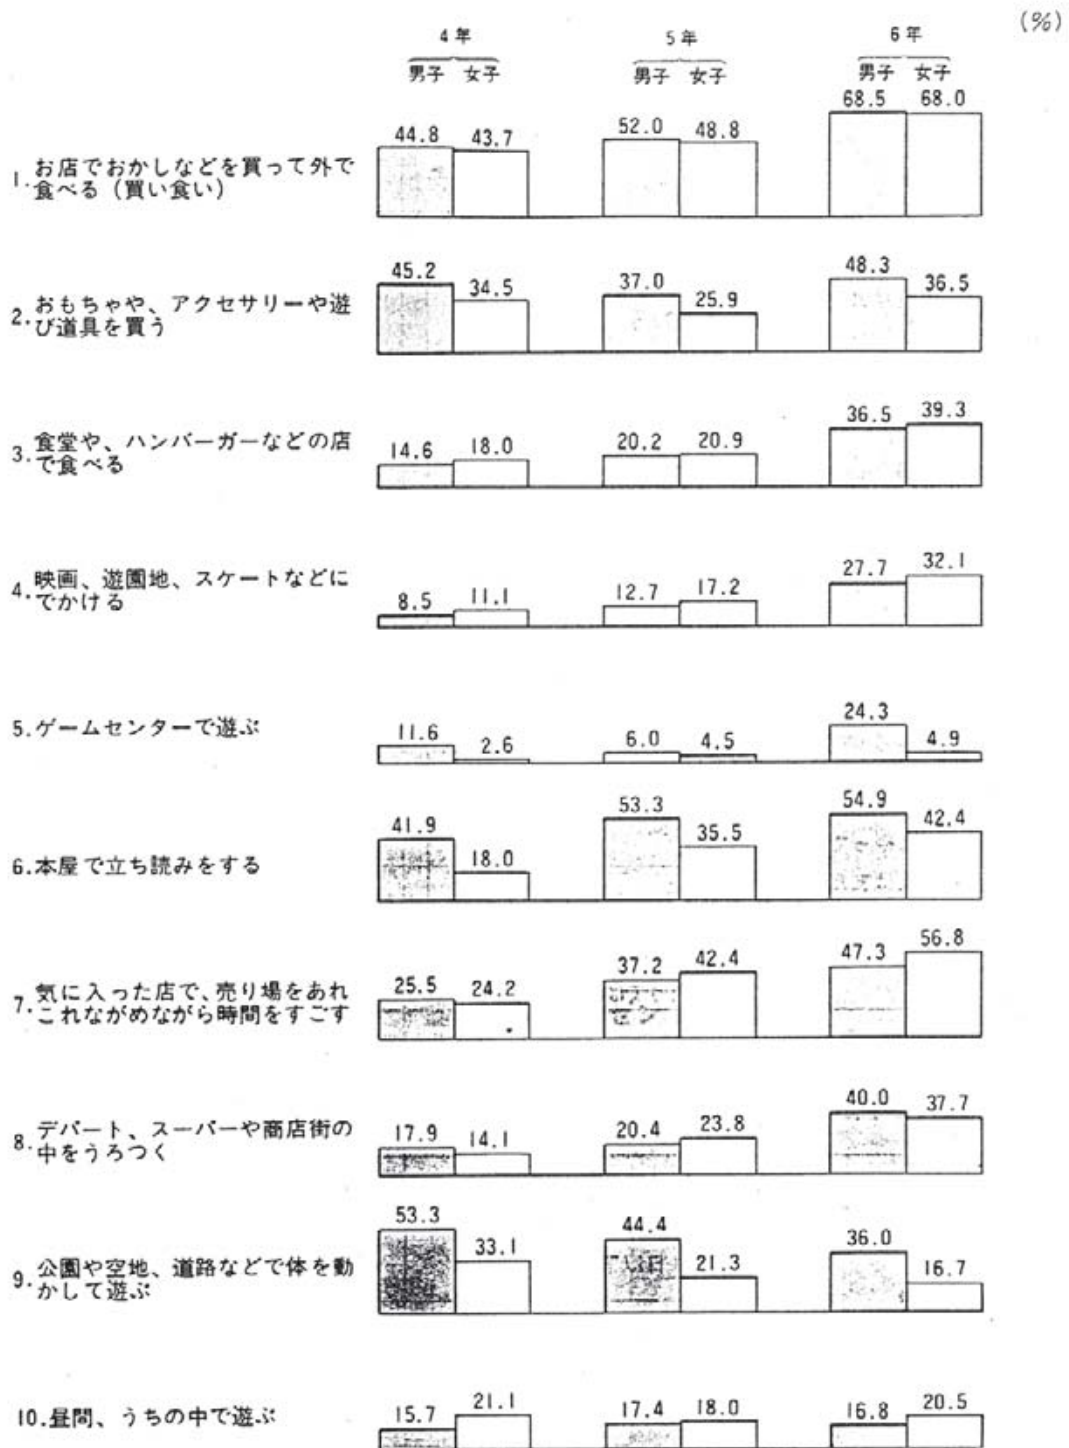 (%)
4年 5年 6年
男子 女子 男子 女子 男子 女子
44.8 43.7 52.0 48.8 68.5 68.0
1. お店でおかしなどを買って外で
食べる（買い食い）
45.2 34.5 37.0 25.9 48.3 36.5
2. おもちゃや、アクセサリーや遊
び道具を買う
14.6 18.0 20.2 20.9 36.5 39.3
3. 食堂や、ハンバーガーなどの店
で食べる
8.5 11.1 12.7 17.2 27.7 32.1
4. 映画、遊園地、スケートなどに
でかける
5. ゲームセンターで遊ぶ
11.6 2.6 6.0 4.5 24.3 4.9
41.9 18.0 53.3 35.5 54.9 42.4
6. 本屋で立ち読みをする
25.5 24.2 37.2 42.4 47.3 56.8
7. 気に入った店で、売り場をあれ
これながめながら時間をすごす
17.9 14.1 20.4 23.8 40.0 37.7
8. デパート、スーパーや商店街の
中をうろつく
53.3 33.1 44.4 21.3 36.0 16.7
9. 公園や空地、道路などで体を動
かして遊ぶ
10. 昼間、うちの中で遊ぶ
15.7 21.1 17.4 18.0 16.8 20.5